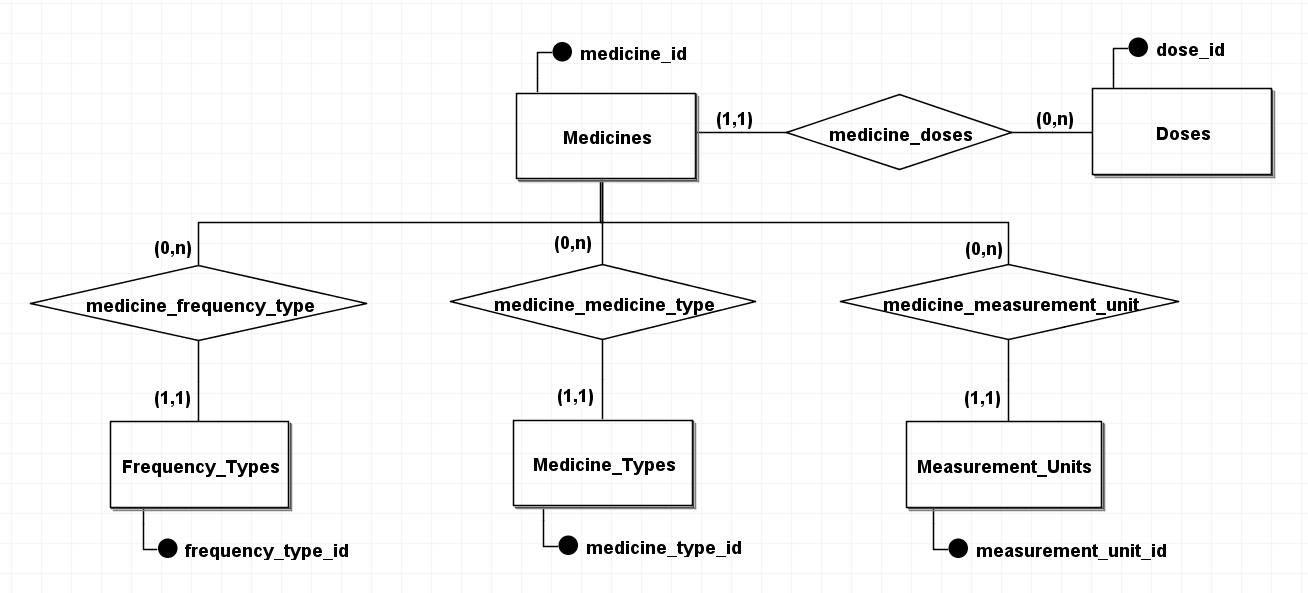 medicine_id
dose_id
Medicines
(1,1)
medicine_doses
(0,n)
Doses
(0,n)
(0,n)
(0,n)
medicine_frequency_type
medicine_medicine_type
medicine_measurement_unit
(1,1)
(1,1)
(1,1)
Frequency_Types
Medicine_Types
Measurement_Units
frequency_type_id
medicine_type_id
measurement_unit_id